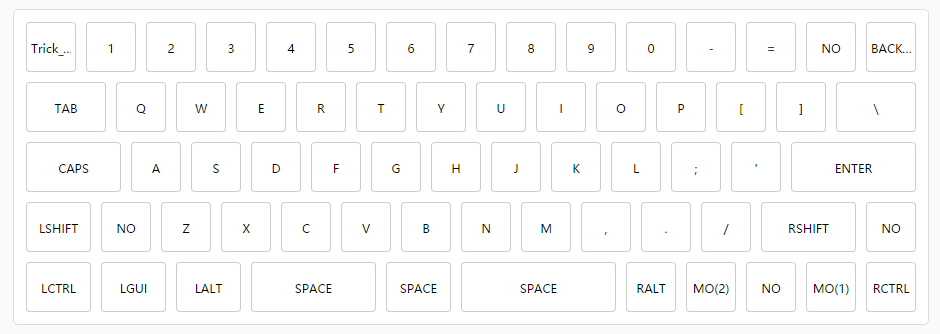 Trick_... 1 2 3 4 5 6 7 8 9 0 - = NO BACK...
TAB Q W E R T Y U I O P [ ] \
CAPS A S D F G H J K L ; ' ENTER
LSHIFT NO Z X C V B N M , . / RSHIFT NO
LCTRL LGUI LALT SPACE SPACE SPACE RALT MO(2) NO MO(1) RCTRL